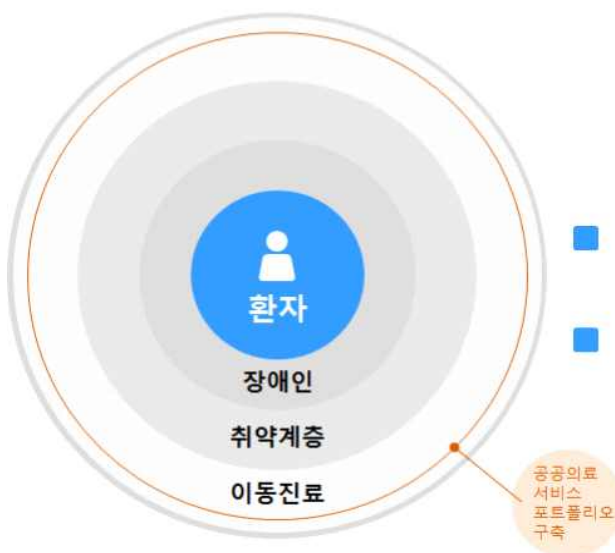 환자
장애인
취약계층
이동진료
공공의료
서비스
포트폴리오
구축